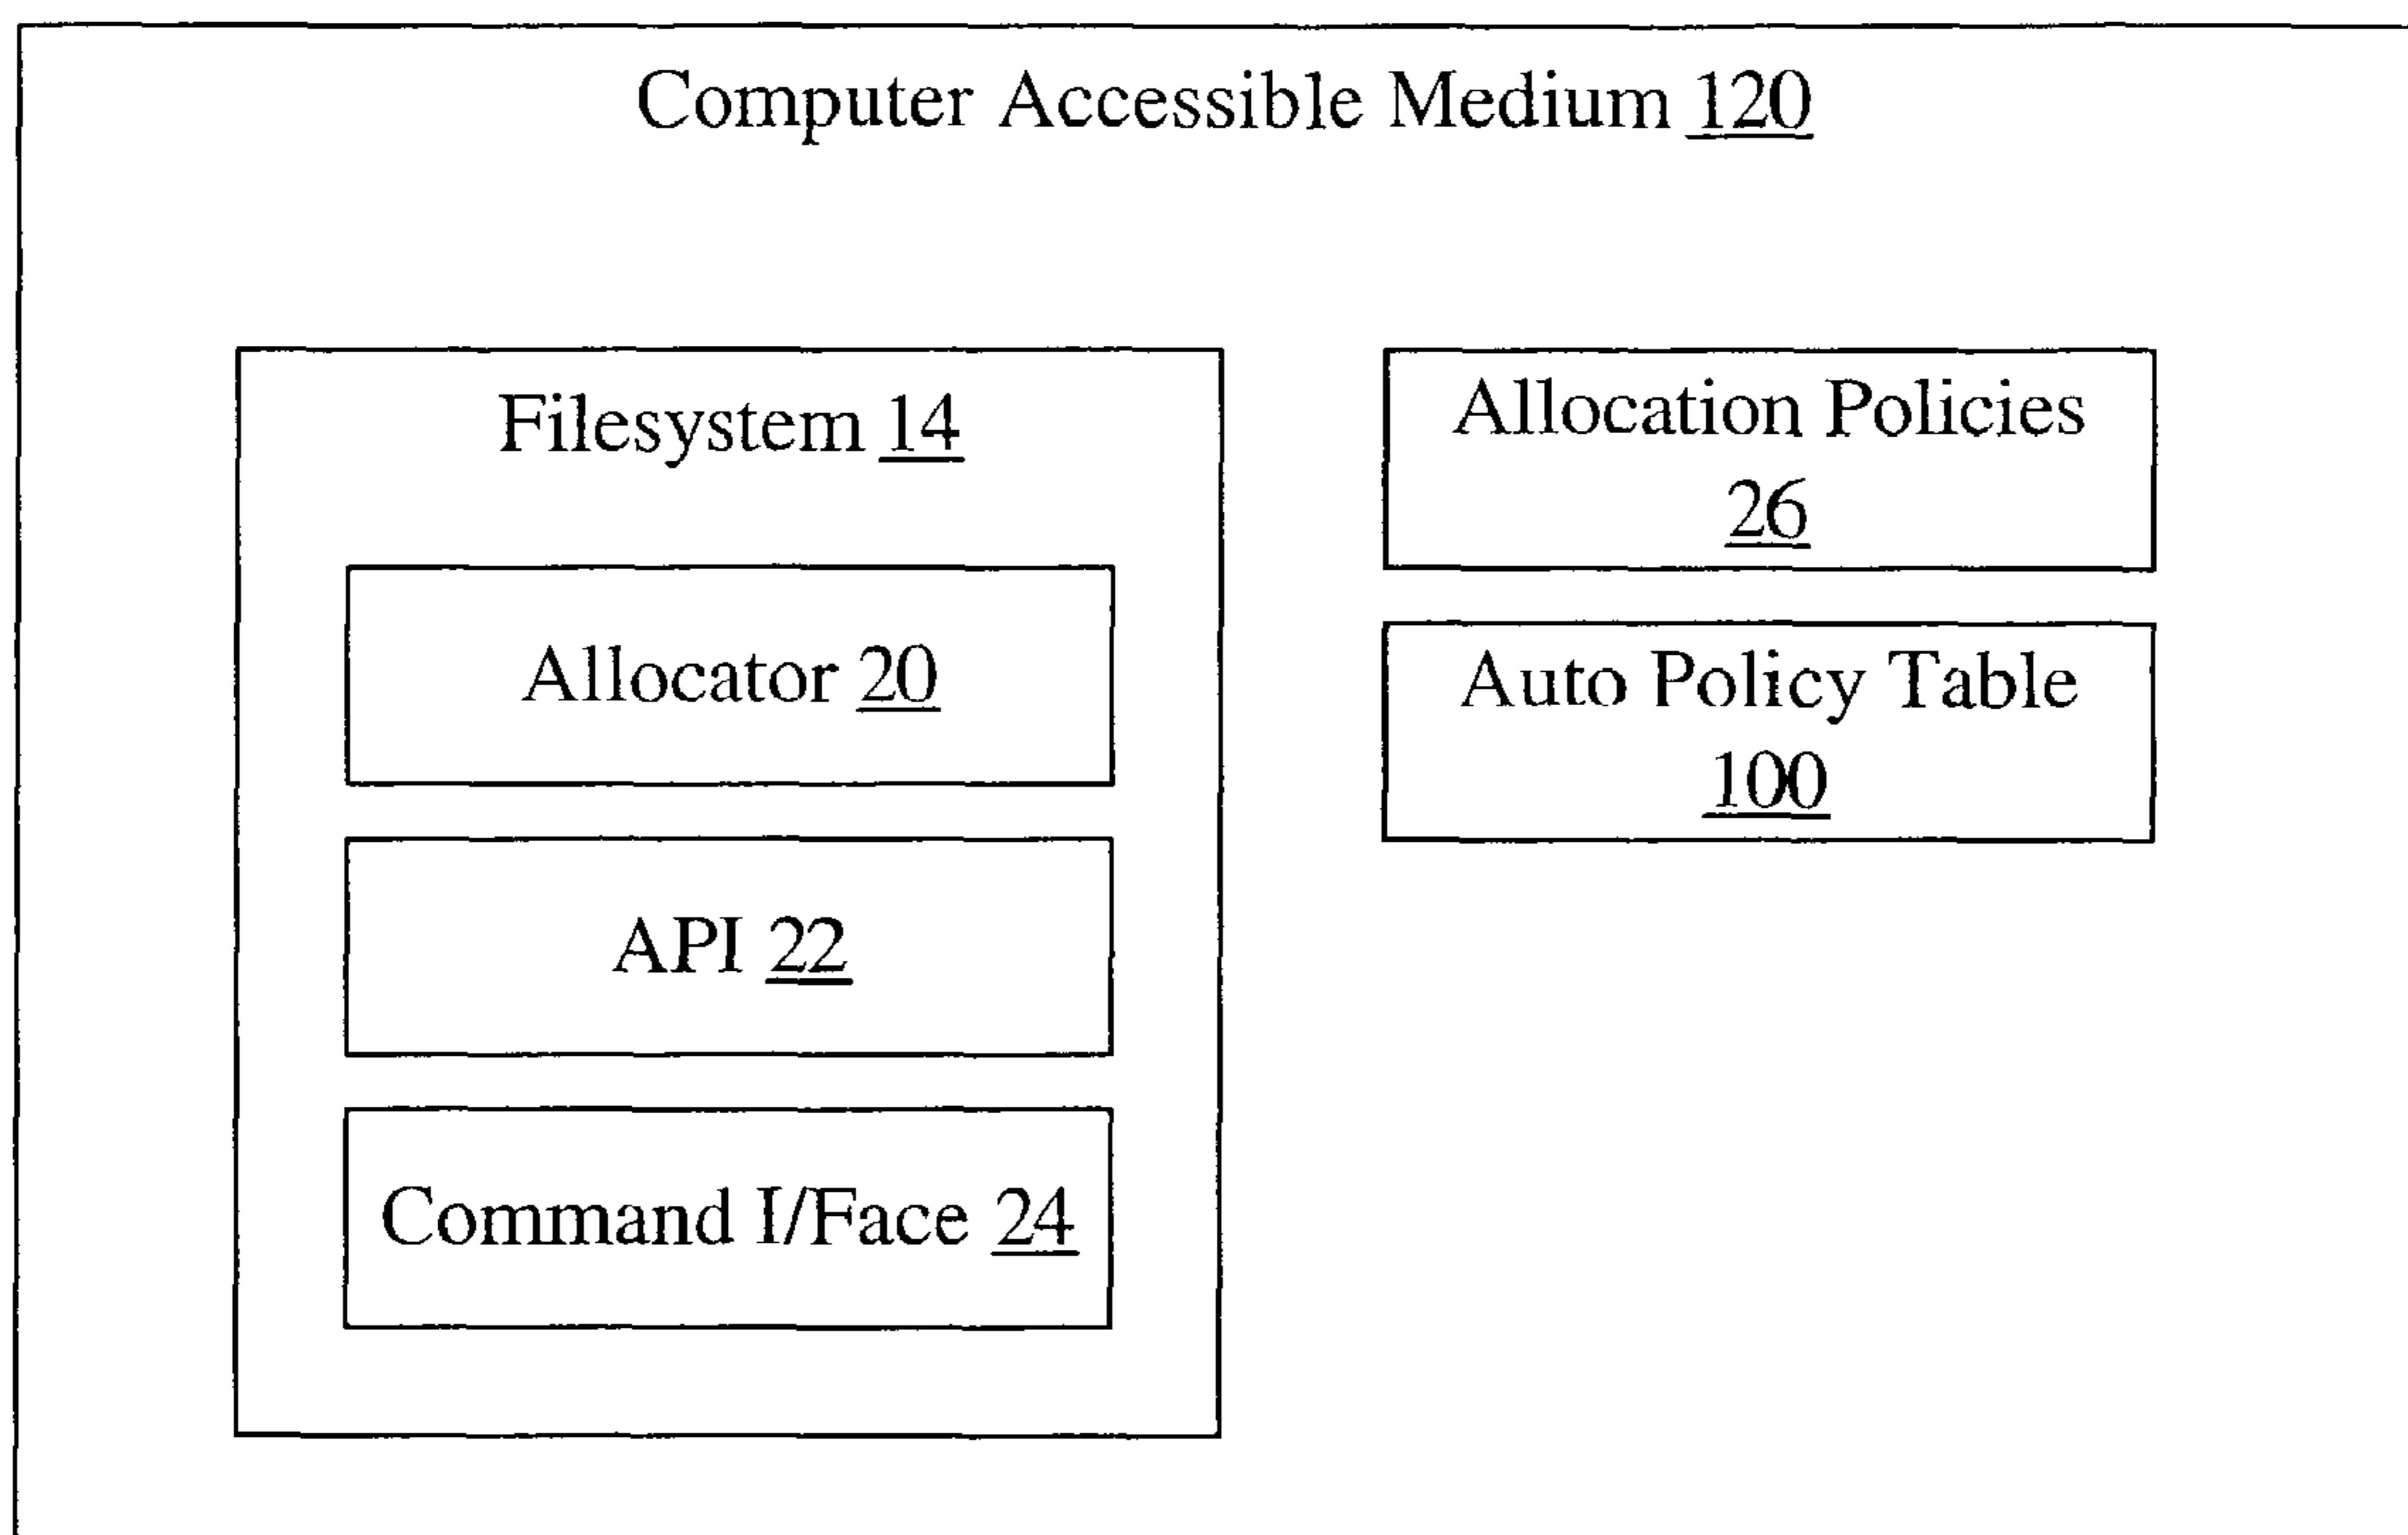 Computer Accessible Medium 120
Filesystem 14
Allocator 20
API 22
Command I/Face 24
Allocation Policies
26
Auto Policy Table
100